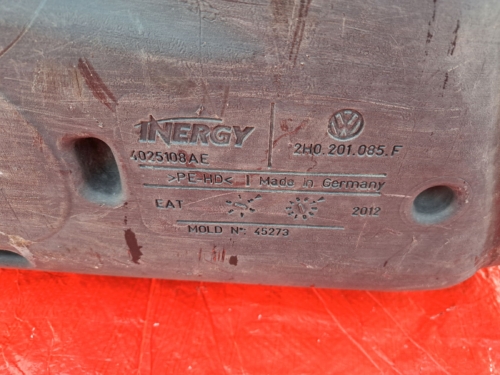 INERGY
4025108AE
2H0.201.085.F
>PE-HD< | Made in Germany
EAT 2012
MOLD N°: 45273